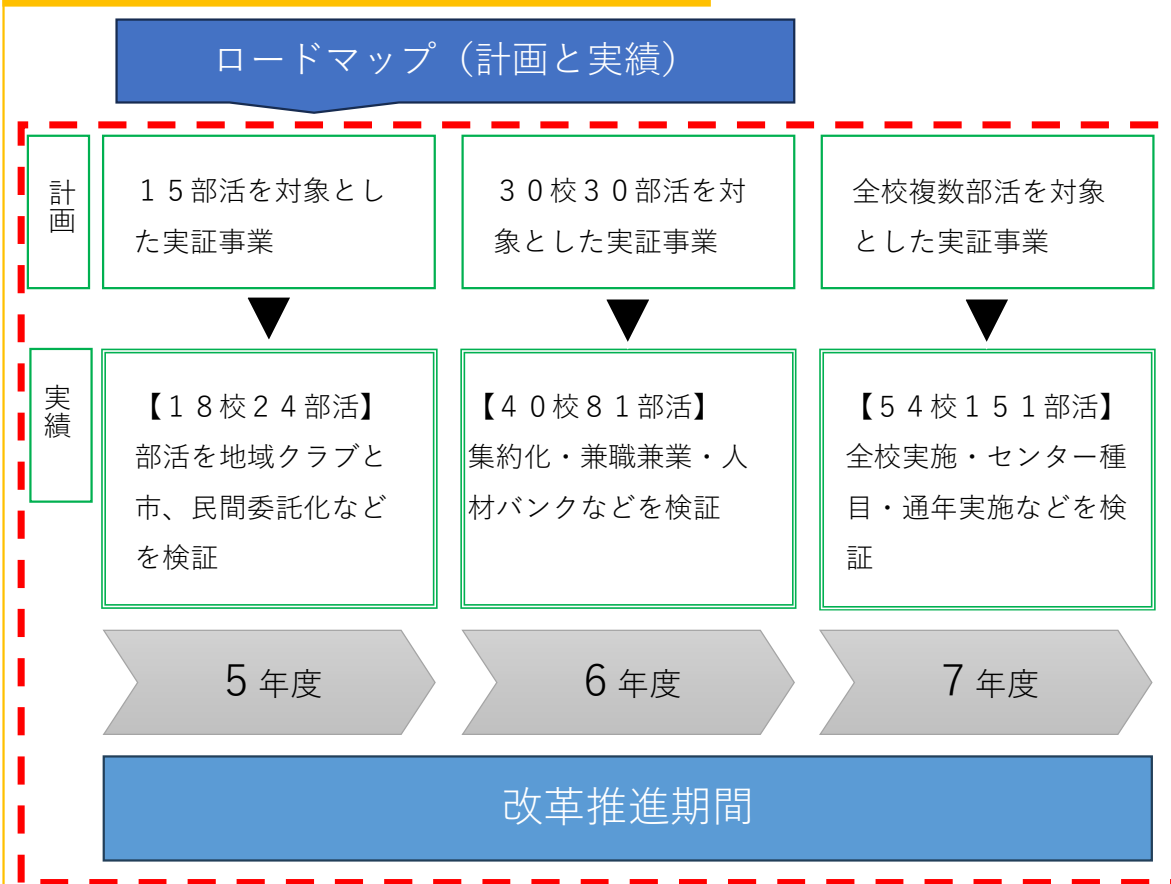 ロードマップ（計画と実績）
計画
１５部活を対象とし
た実証事業
３０校３０部活を対
象とした実証事業
全校複数部活を対象
とした実証事業
実績
【１８校２４部活】
部活を地域クラブと
市、民間委託化など
を検証
【４０校８１部活】
集約化・兼職兼業・人
材バンクなどを検証
【５４校１５１部活】
全校実施・センター種
目・通年実施などを検
証
５年度
６年度
７年度
改革推進期間